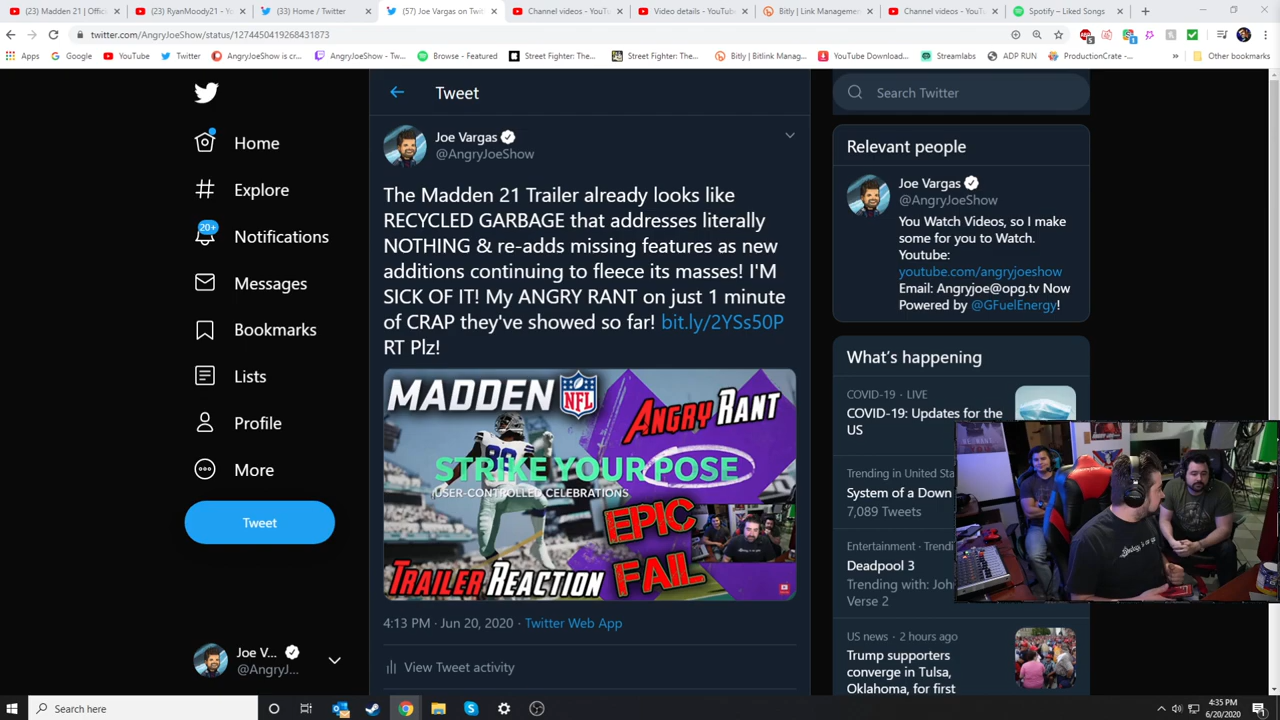 (23) Madden 21 | Offici
(23) RyanMoody21 - Yo
(33) Home / Twitter
(57) Joe Vargas on Twit
Channel videos - YouTu
Video details - YouTube
Bitly | Link Manageme
Channel videos - YouTu
Spotify – Liked Songs
twitter.com/AngryJoeShow/status/1274450419268431873
Apps
Google
YouTube
Twitter
AngryJoeShow is cr...
AngryJoeShow - Tw...
Browse - Featured
Street Fighter: The...
Street Fighter: The...
Bitly | Bitlink Manag...
YouTube Download...
Streamlabs
ADP RUN
ProductionCrate -...
Other bookmarks
Home
Explore
20+
Notifications
Messages
Bookmarks
Lists
Profile
More
Tweet
Joe V...
@AngryJ...
Tweet
Joe Vargas
@AngryJoeShow
The Madden 21 Trailer already looks like
RECYCLED GARBAGE that addresses literally
NOTHING & re-adds missing features as new
additions continuing to fleece its masses! I'M
SICK OF IT! My ANGRY RANT on just 1 minute
of CRAP they've showed so far! bit.ly/2YSs50P
RT Plz!
MADDEN NFL
ANGRY RANT
STRIKE YOUR POSE
USER-CONTROLLED CELEBRATIONS
EPIC
FAIL
TRAILER REACTION
4:13 PM · Jun 20, 2020 · Twitter Web App
View Tweet activity
Search Twitter
Relevant people
Joe Vargas
@AngryJoeShow
You Watch Videos, so I make
some for you to Watch.
Youtube:
youtube.com/angryjoeshow
Email: Angryjoe@opg.tv Now
Powered by @GFuelEnergy!
What's happening
COVID-19 · LIVE
COVID-19: Updates for the
US
Trending in United Sta
System of a Down
7,089 Tweets
Entertainment · Trendi
Deadpool 3
Trending with: Joh
Verse 2
US news · 2 hours ago
Trump supporters
converge in Tulsa,
Oklahoma, for first
Search here
4:35 PM
6/20/2020